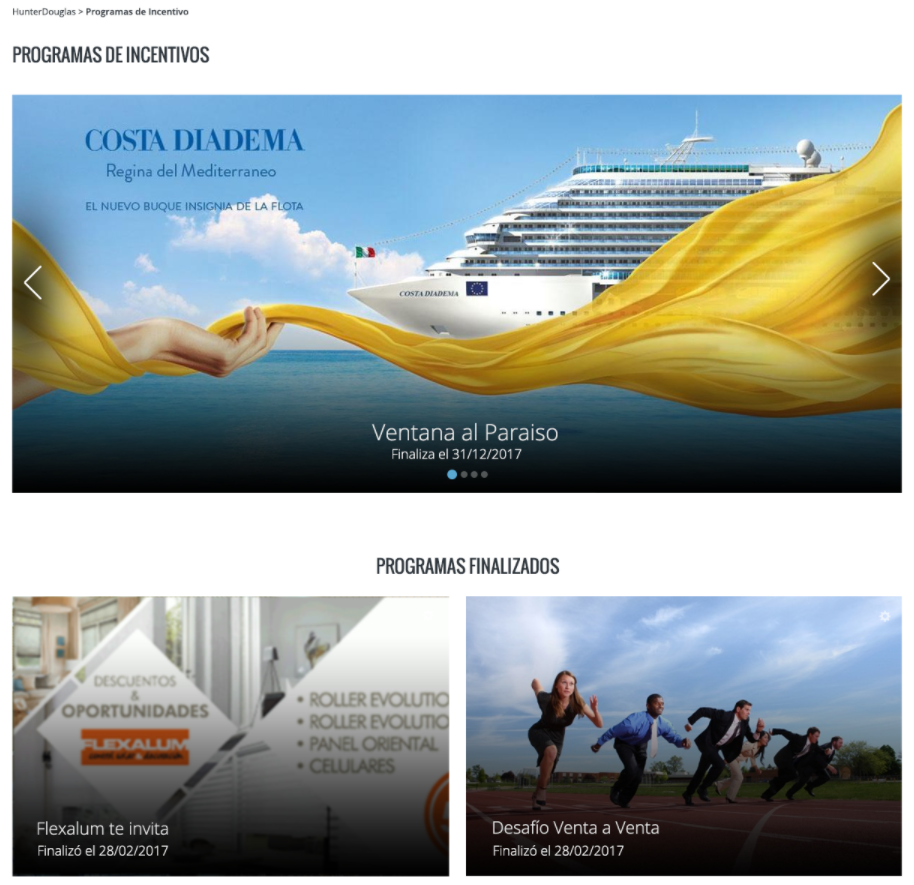 HunterDouglas > Programas de Incentivo
PROGRAMAS DE INCENTIVOS
COSTA DIADEMA
Regina del Mediterraneo
EL NUEVO BUQUE INSIGNIA DE LA FLOTA
COSTA DIADEMA
Ventana al Paraiso
Finaliza el 31/12/2017
PROGRAMAS FINALIZADOS
DESCUENTOS
&
OPORTUNIDADES
FLEXALUM
• ROLLER EVOLUTIO
• ROLLER EVOLUTIO
• PANEL ORIENTAL
• CELULARES
Flexalum te invita
Finalizó el 28/02/2017
Desafío Venta a Venta
Finalizó el 28/02/2017